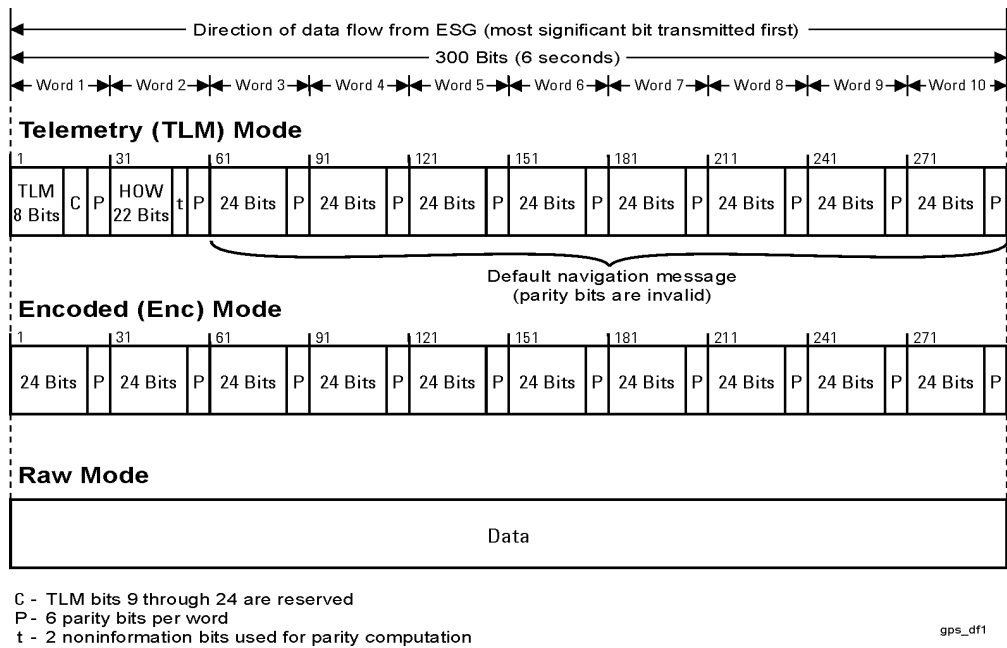 Direction of data flow from ESG (most significant bit transmitted first)
300 Bits (6 seconds)
Word 1 Word 2 Word 3 Word 4 Word 5 Word 6 Word 7 Word 8 Word 9 Word 10
Telemetry (TLM) Mode
1 31 61 91 121 151 181 211 241 271
TLM 8 Bits C P HOW 22 Bits t P 24 Bits P 24 Bits P 24 Bits P 24 Bits P 24 Bits P 24 Bits P 24 Bits P 24 Bits P
Default navigation message
(parity bits are invalid)
Encoded (Enc) Mode
1 31 61 91 121 151 181 211 241 271
24 Bits P 24 Bits P 24 Bits P 24 Bits P 24 Bits P 24 Bits P 24 Bits P 24 Bits P 24 Bits P 24 Bits P
Raw Mode
Data
C - TLM bits 9 through 24 are reserved
P - 6 parity bits per word
t - 2 noninformation bits used for parity computation
gps_df1